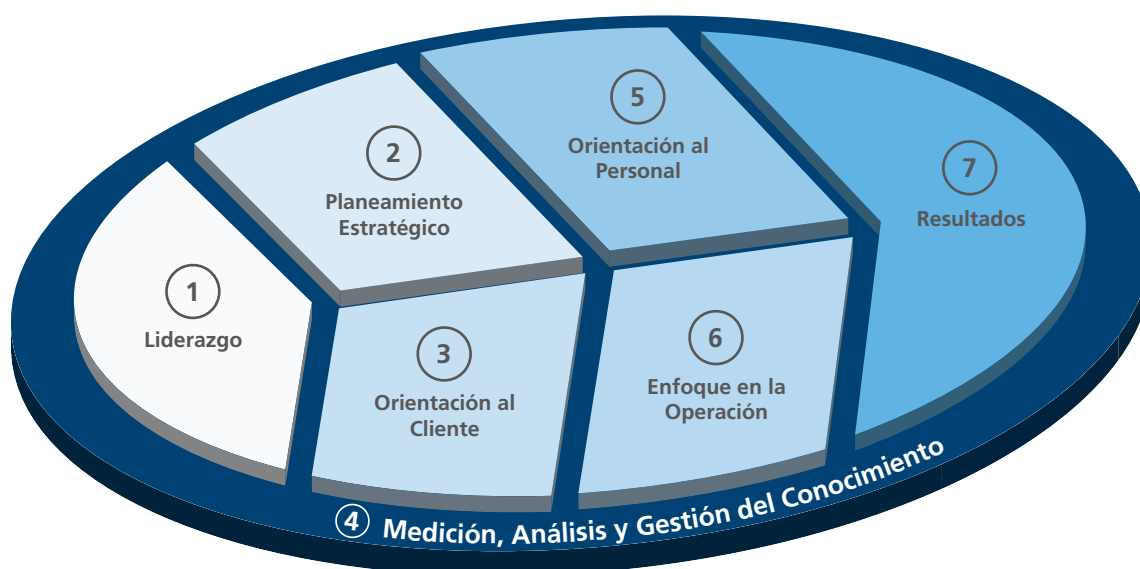 1
Liderazgo
2
Planeamiento
Estratégico
3
Orientación al
Cliente
4 Medición, Análisis y Gestión del Conocimiento
5
Orientación al
Personal
6
Enfoque en la
Operación
7
Resultados